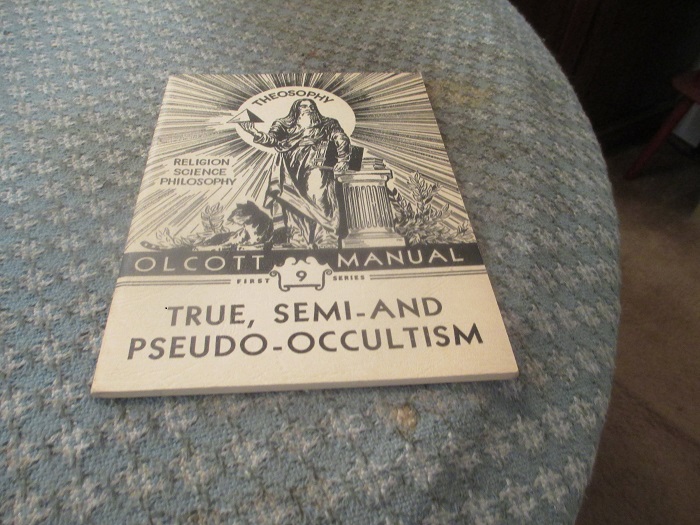 THEOSOPHY
RELIGION
SCIENCE
PHILOSOPHY
OLCOTT MANUAL
FIRST 9 SERIES
TRUE, SEMI-AND
PSEUDO-OCCULTISM